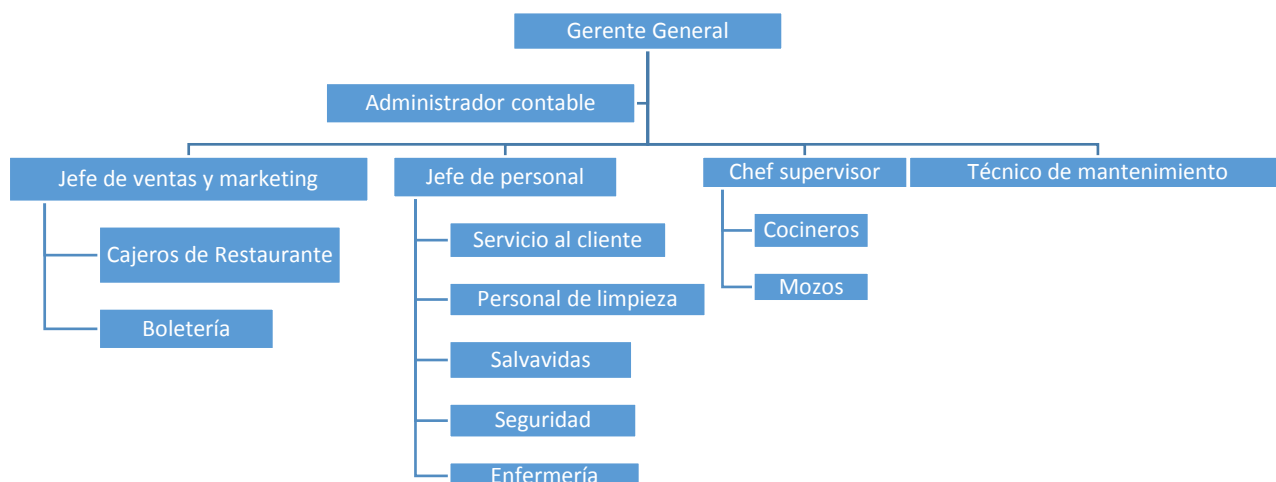 Gerente General
Administrador contable
Jefe de ventas y marketing
Cajeros de Restaurante
Boletería
Jefe de personal
Servicio al cliente
Personal de limpieza
Salvavidas
Seguridad
Enfermería
Chef supervisor
Cocineros
Mozos
Técnico de mantenimiento